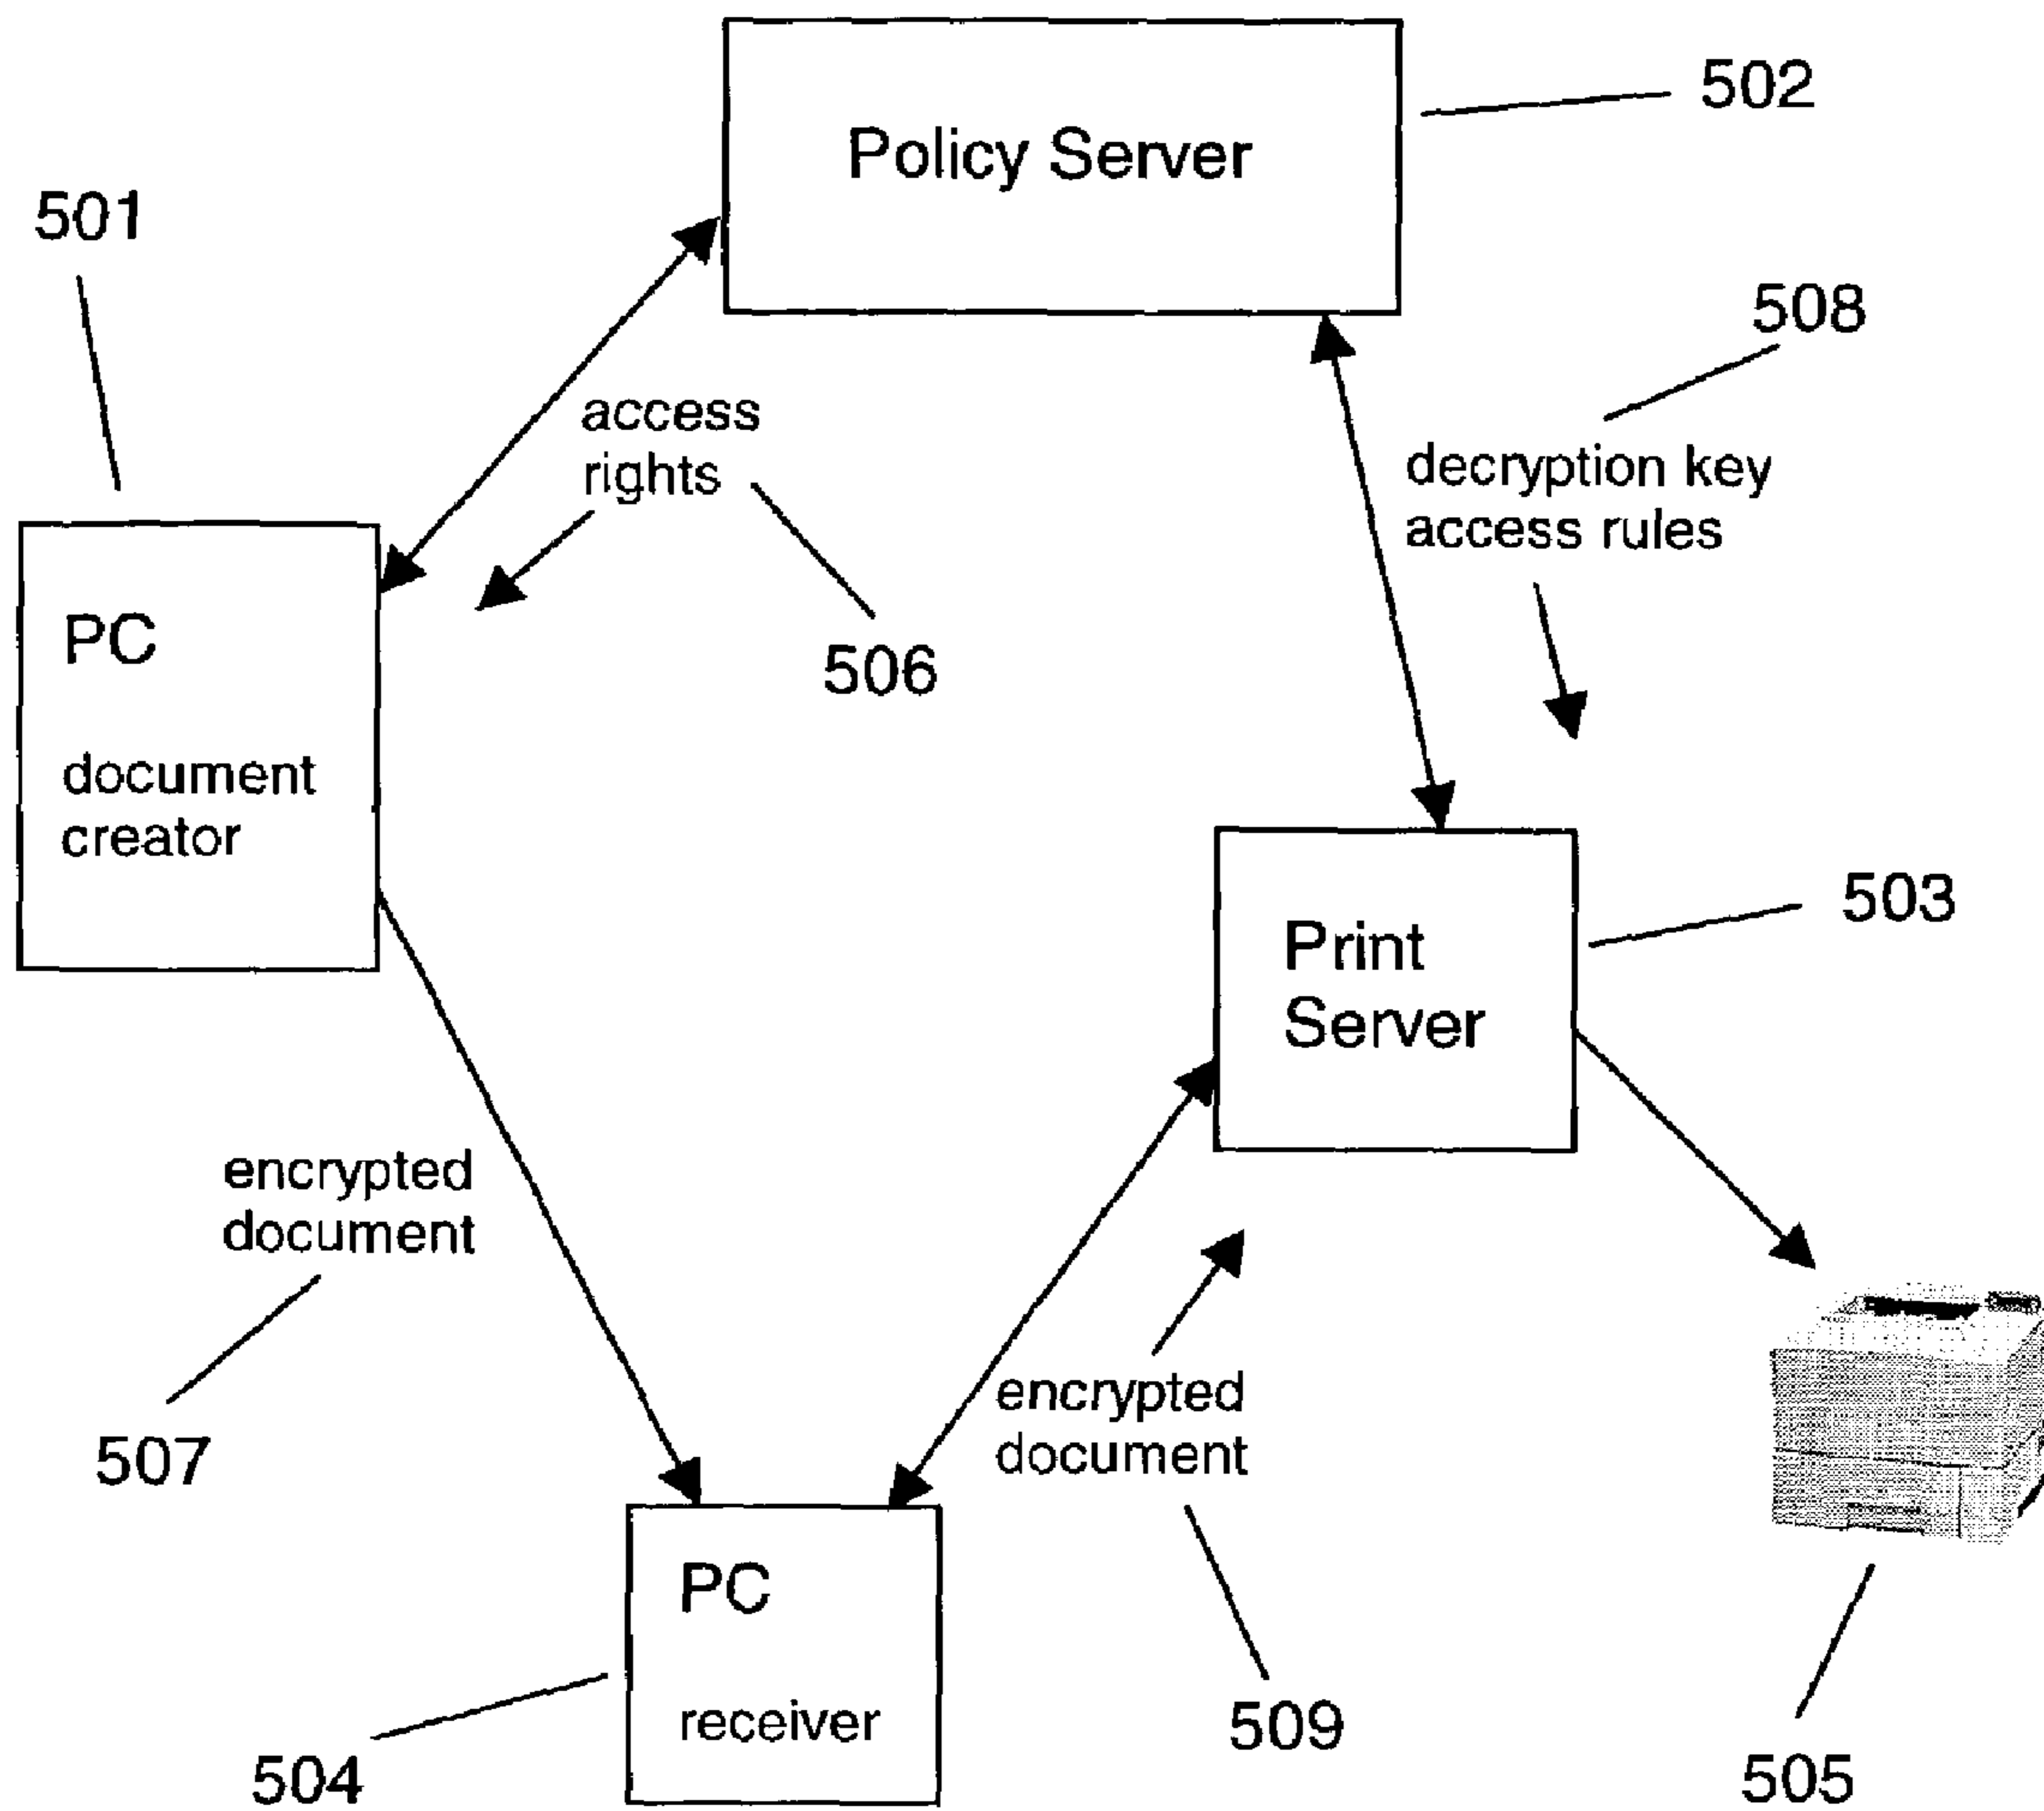 Policy Server
502
501
508
access
rights
decryption key
access rules
506
PC
document
creator
503
Print
Server
encrypted
document
507
encrypted
document
PC
receiver
509
504
505